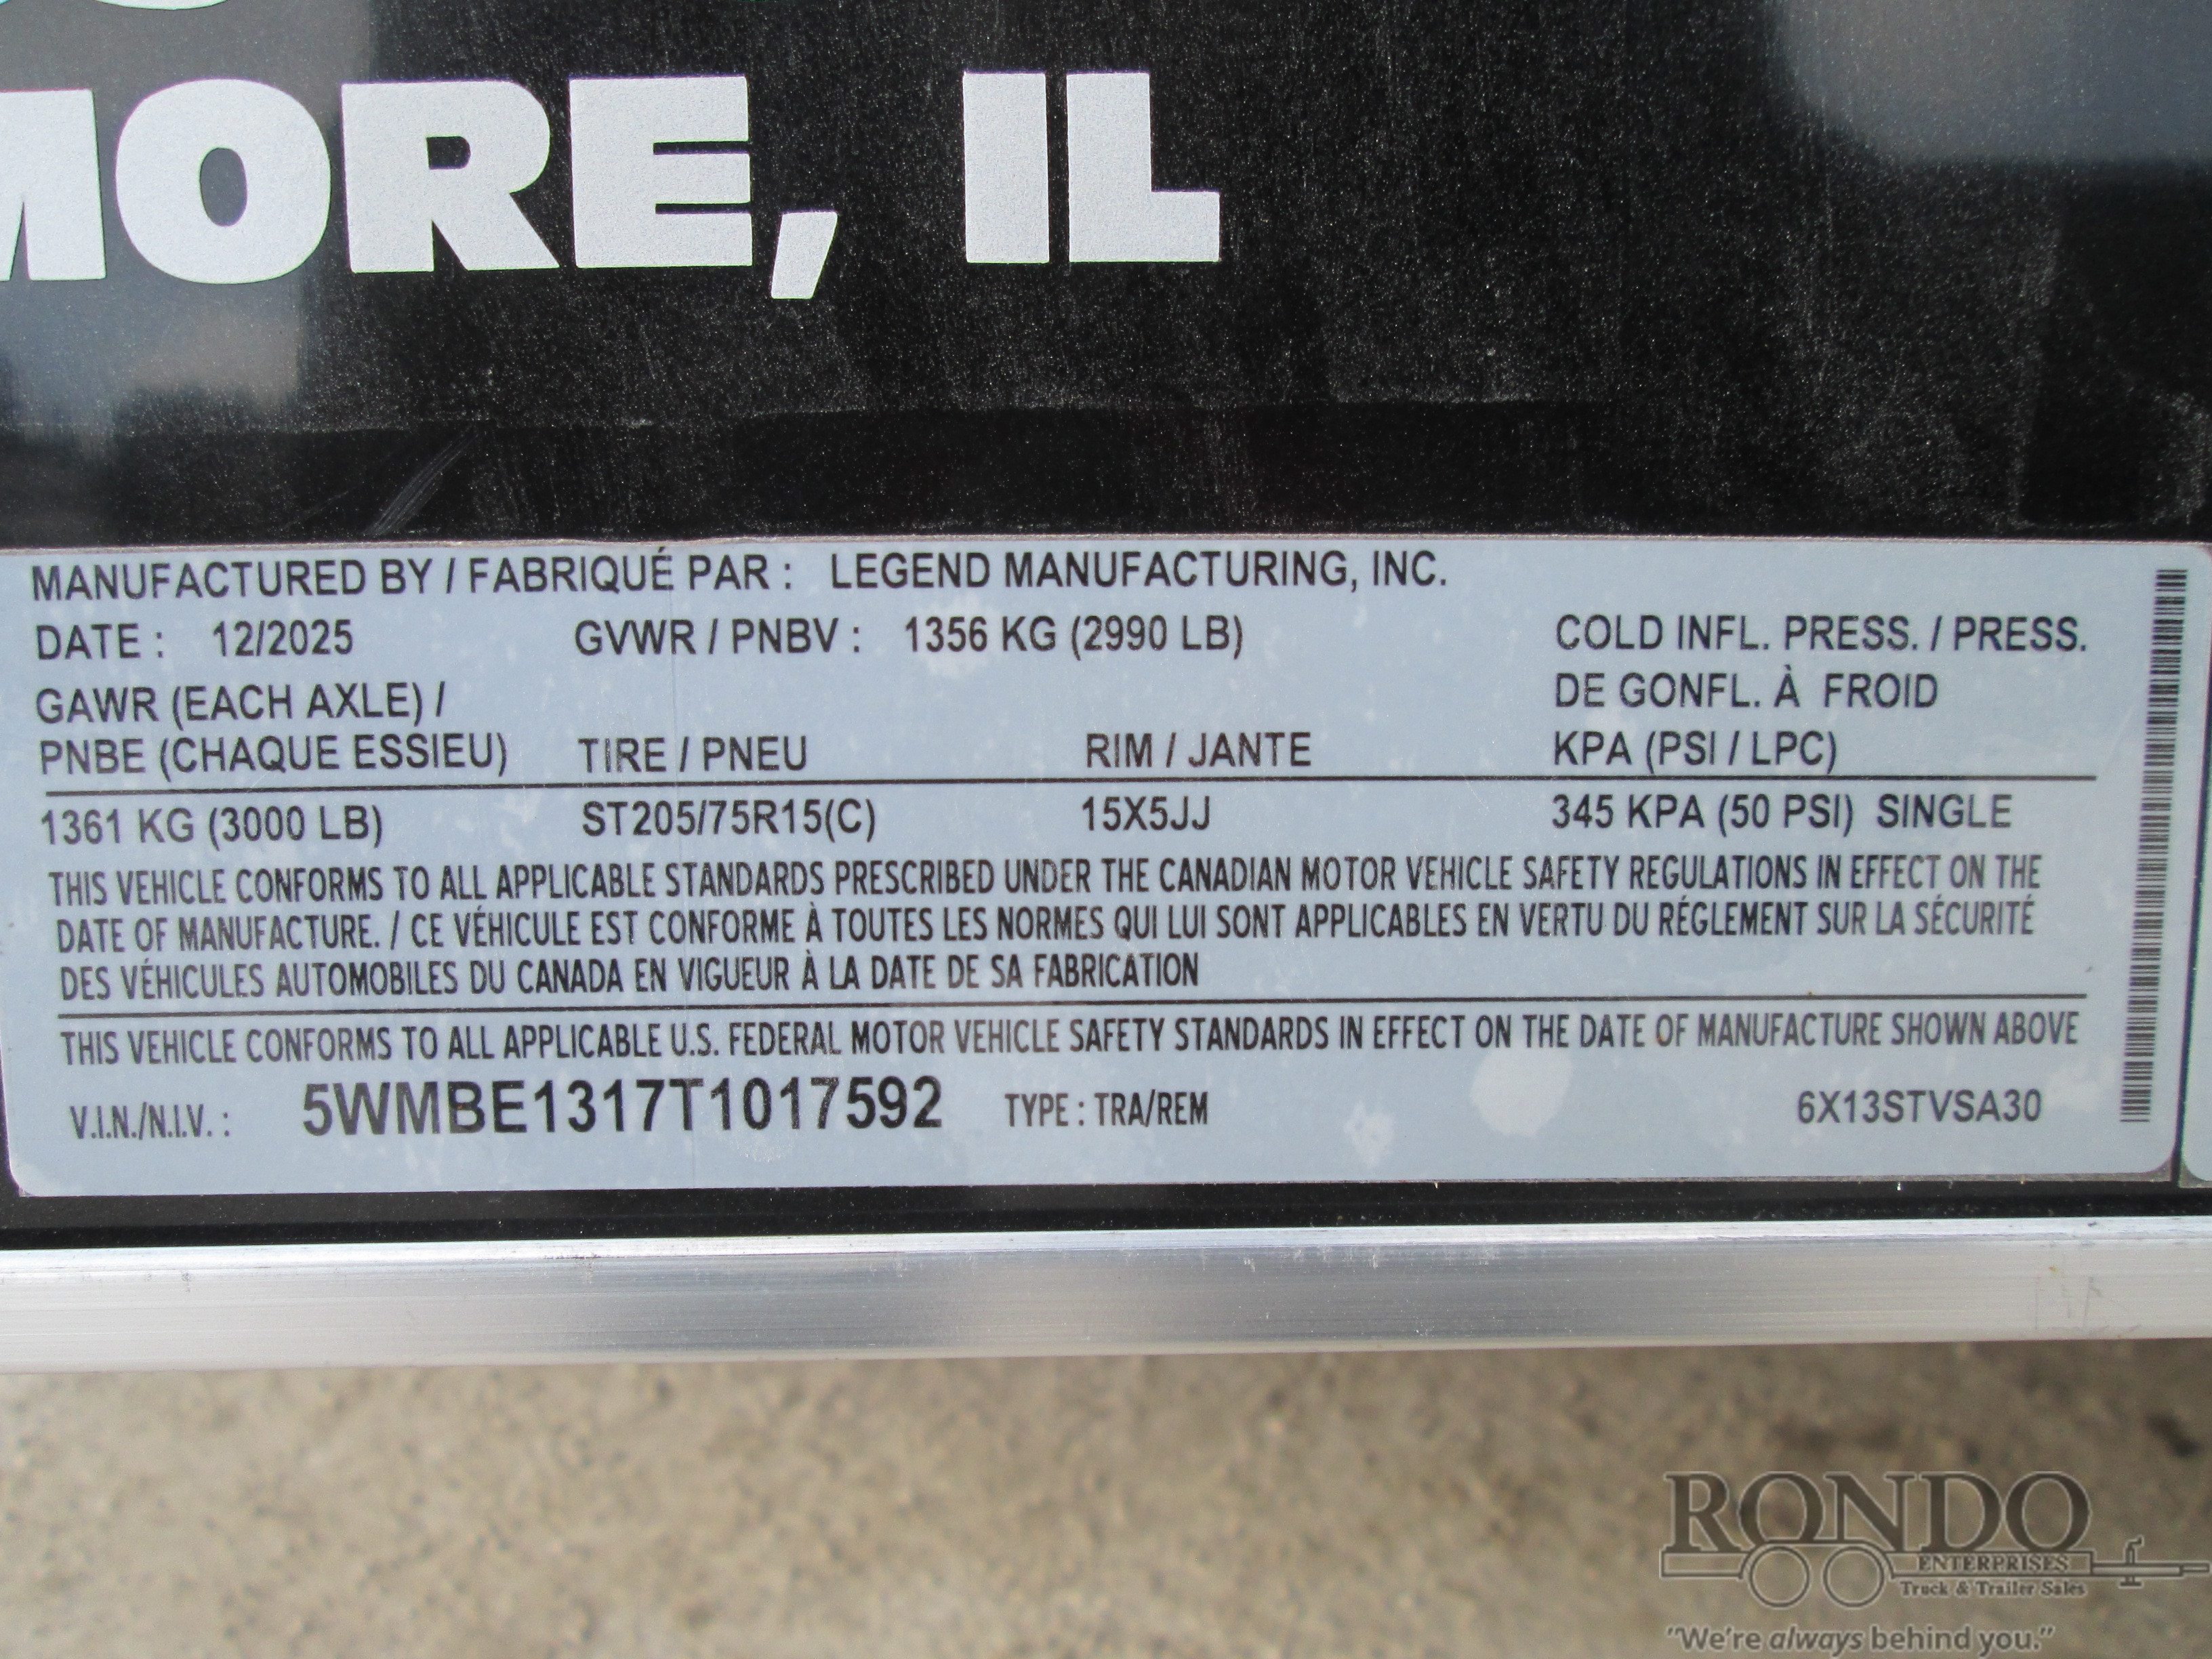 MORE, IL
MANUFACTURED BY / FABRIQUÉ PAR : LEGEND MANUFACTURING, INC.
DATE : 12/2025 GVWR / PNBV : 1356 KG (2990 LB) COLD INFL. PRESS. / PRESS.
GAWR (EACH AXLE) / DE GONFL. À FROID
PNBE (CHAQUE ESSIEU) TIRE / PNEU RIM / JANTE KPA (PSI / LPC)
1361 KG (3000 LB) ST205/75R15(C) 15X5JJ 345 KPA (50 PSI) SINGLE
THIS VEHICLE CONFORMS TO ALL APPLICABLE STANDARDS PRESCRIBED UNDER THE CANADIAN MOTOR VEHICLE SAFETY REGULATIONS IN EFFECT ON THE
DATE OF MANUFACTURE. / CE VÉHICULE EST CONFORME À TOUTES LES NORMES QUI LUI SONT APPLICABLES EN VERTU DU RÉGLEMENT SUR LA SÉCURITÉ
DES VÉHICULES AUTOMOBILES DU CANADA EN VIGUEUR À LA DATE DE SA FABRICATION
THIS VEHICLE CONFORMS TO ALL APPLICABLE U.S. FEDERAL MOTOR VEHICLE SAFETY STANDARDS IN EFFECT ON THE DATE OF MANUFACTURE SHOWN ABOVE
V.I.N./N.I.V. : 5WMBE1317T1017592 TYPE : TRA/REM 6X13STVSA30
RONDO
ENTERPRISES
Truck & Trailer Sales
"We're always behind you."